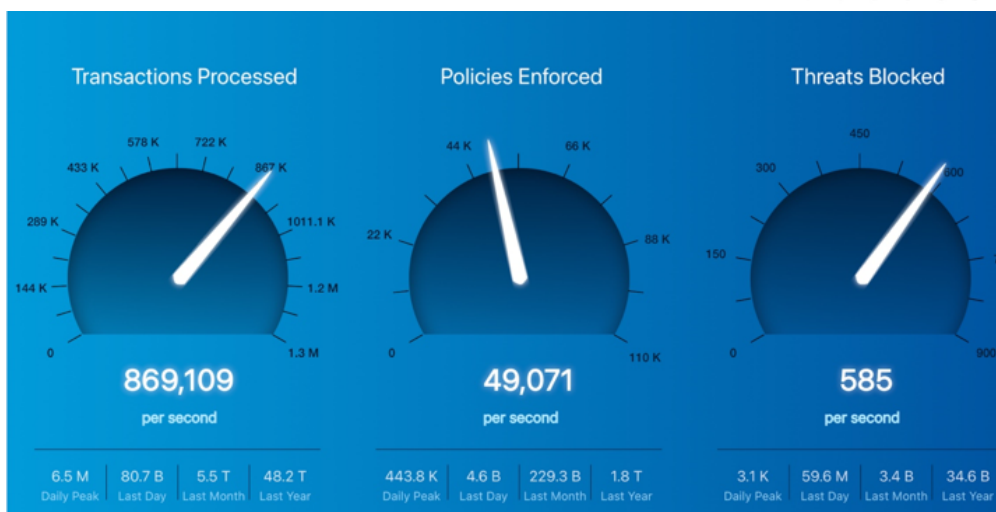 Transactions Processed
0
144 K
289 K
433 K
578 K
722 K
867 K
1011.1 K
1.2 M
1.3 M
869,109
per second
6.5 M
Daily Peak
80.7 B
Last Day
5.5 T
Last Month
48.2 T
Last Year
Policies Enforced
0
22 K
44 K
66 K
88 K
110 K
49,071
per second
443.8 K
Daily Peak
4.6 B
Last Day
229.3 B
Last Month
1.8 T
Last Year
Threats Blocked
0
150
300
450
600
900
585
per second
3.1 K
Daily Peak
59.6 M
Last Day
3.4 B
Last Month
34.6 B
Last Year